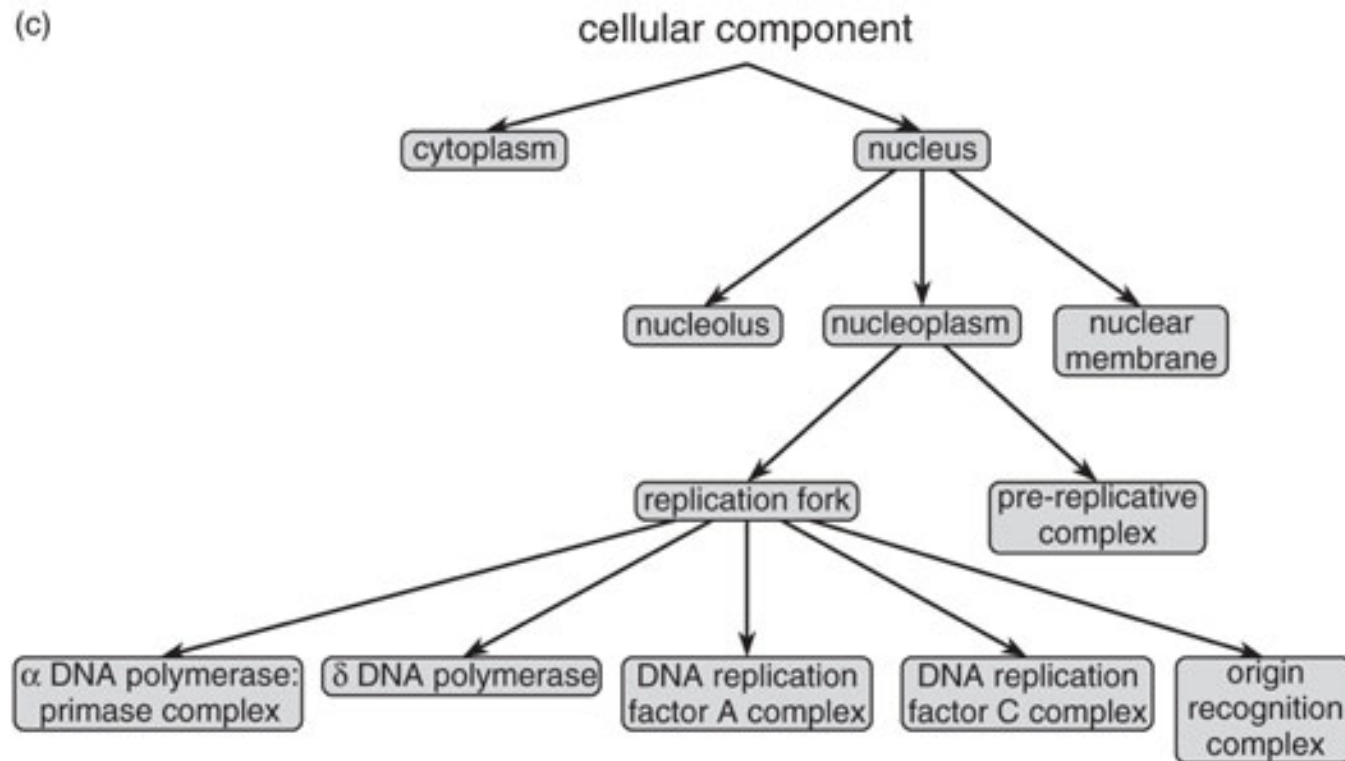 (c)
cellular component
cytoplasm
nucleus
nucleolus
nucleoplasm
nuclear
membrane
replication fork
pre-replicative
complex
α DNA polymerase:
primase complex
δ DNA polymerase
DNA replication
factor A complex
DNA replication
factor C complex
origin
recognition
complex